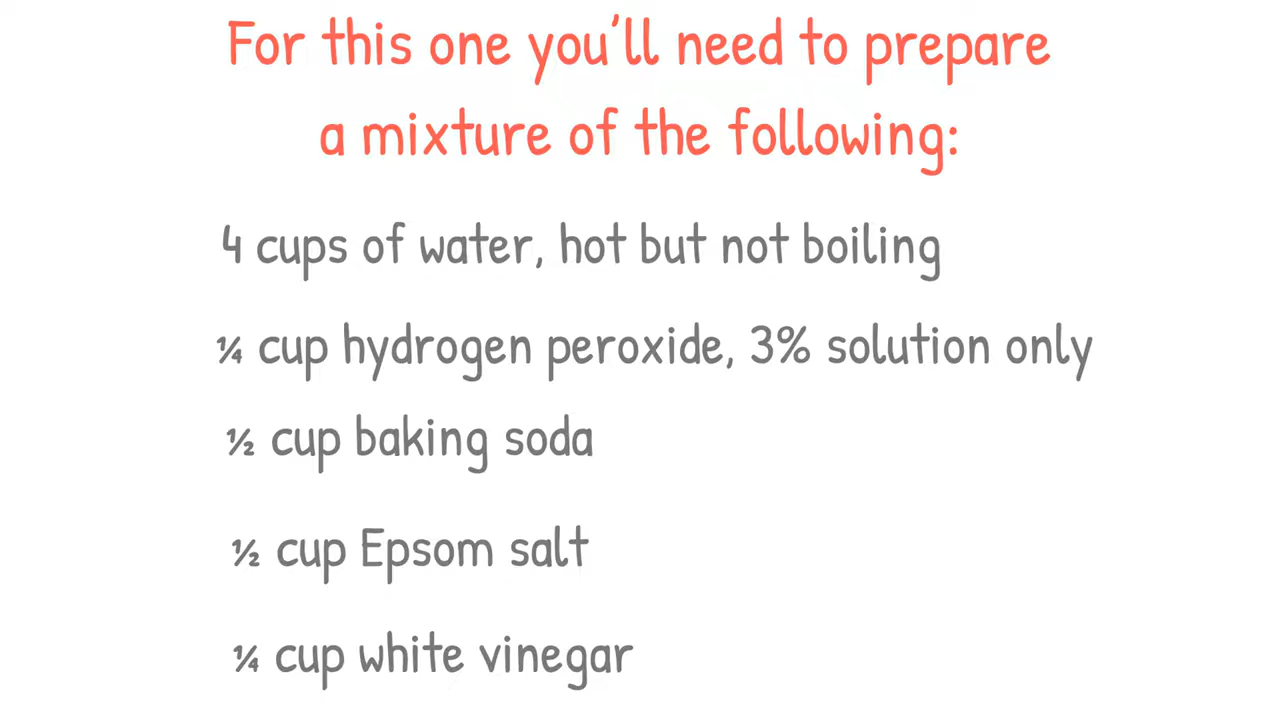 For this one you'll need to prepare
a mixture of the following:
4 cups of water, hot but not boiling
¼ cup hydrogen peroxide, 3% solution only
½ cup baking soda
½ cup Epsom salt
¼ cup white vinegar